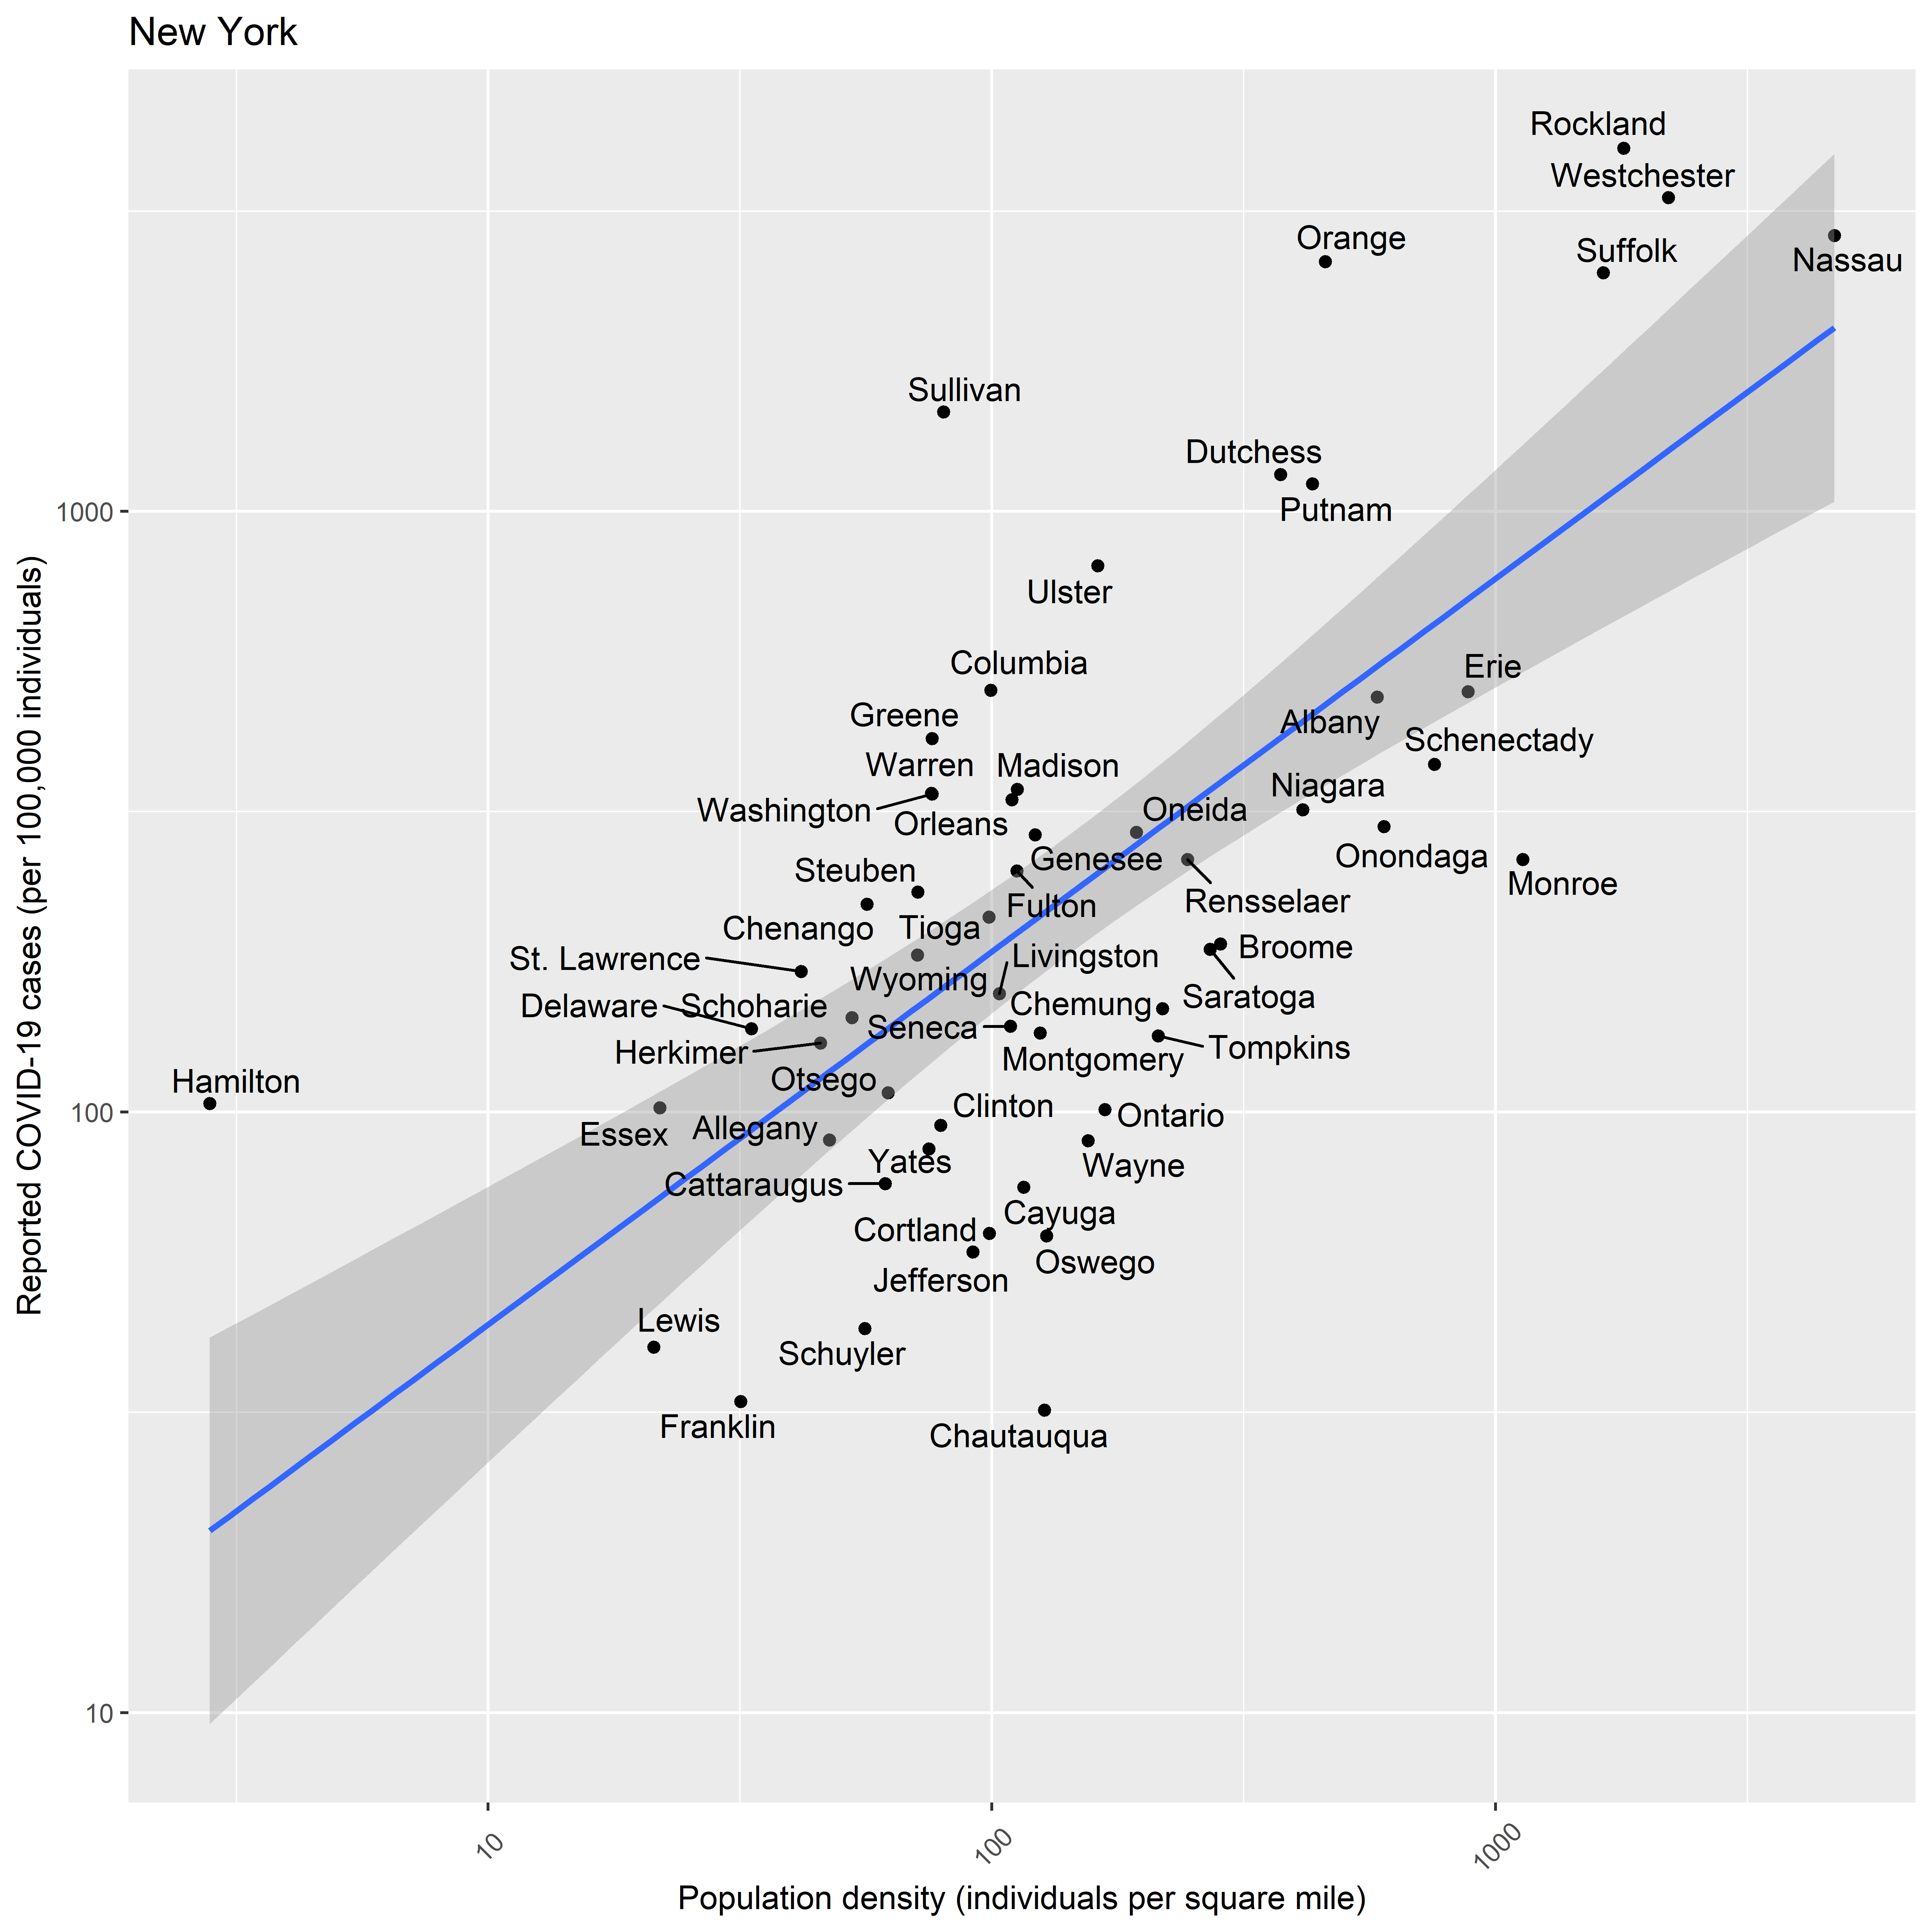 New York
Rockland
Westchester
Orange
Suffolk
Nassau
Sullivan
Dutchess
1000
Putnam
Ulster
Columbia
Erie
Greene
Albany
Schenectady
Warren
Madison
Niagara
Washington
Oneida
Orleans
Genesee
Onondaga
Steuben
Monroe
Rensselaer
Fulton
Chenango
Tioga
Broome
St. Lawrence
Livingston
Wyoming
Saratoga
Delaware
Schoharie
Chemung
Seneca
Herkimer
Montgomery
Tompkins
Hamilton
Otsego
Clinton
100
Ontario
Essex
Allegany
Yates
Wayne
Cattaraugus
Cayuga
Cortland
Oswego
Jefferson
Lewis
Schuyler
Franklin
Chautauqua
10
Reported COVID-19 cases (per 100,000 individuals)
10
100
1000
Population density (individuals per square mile)